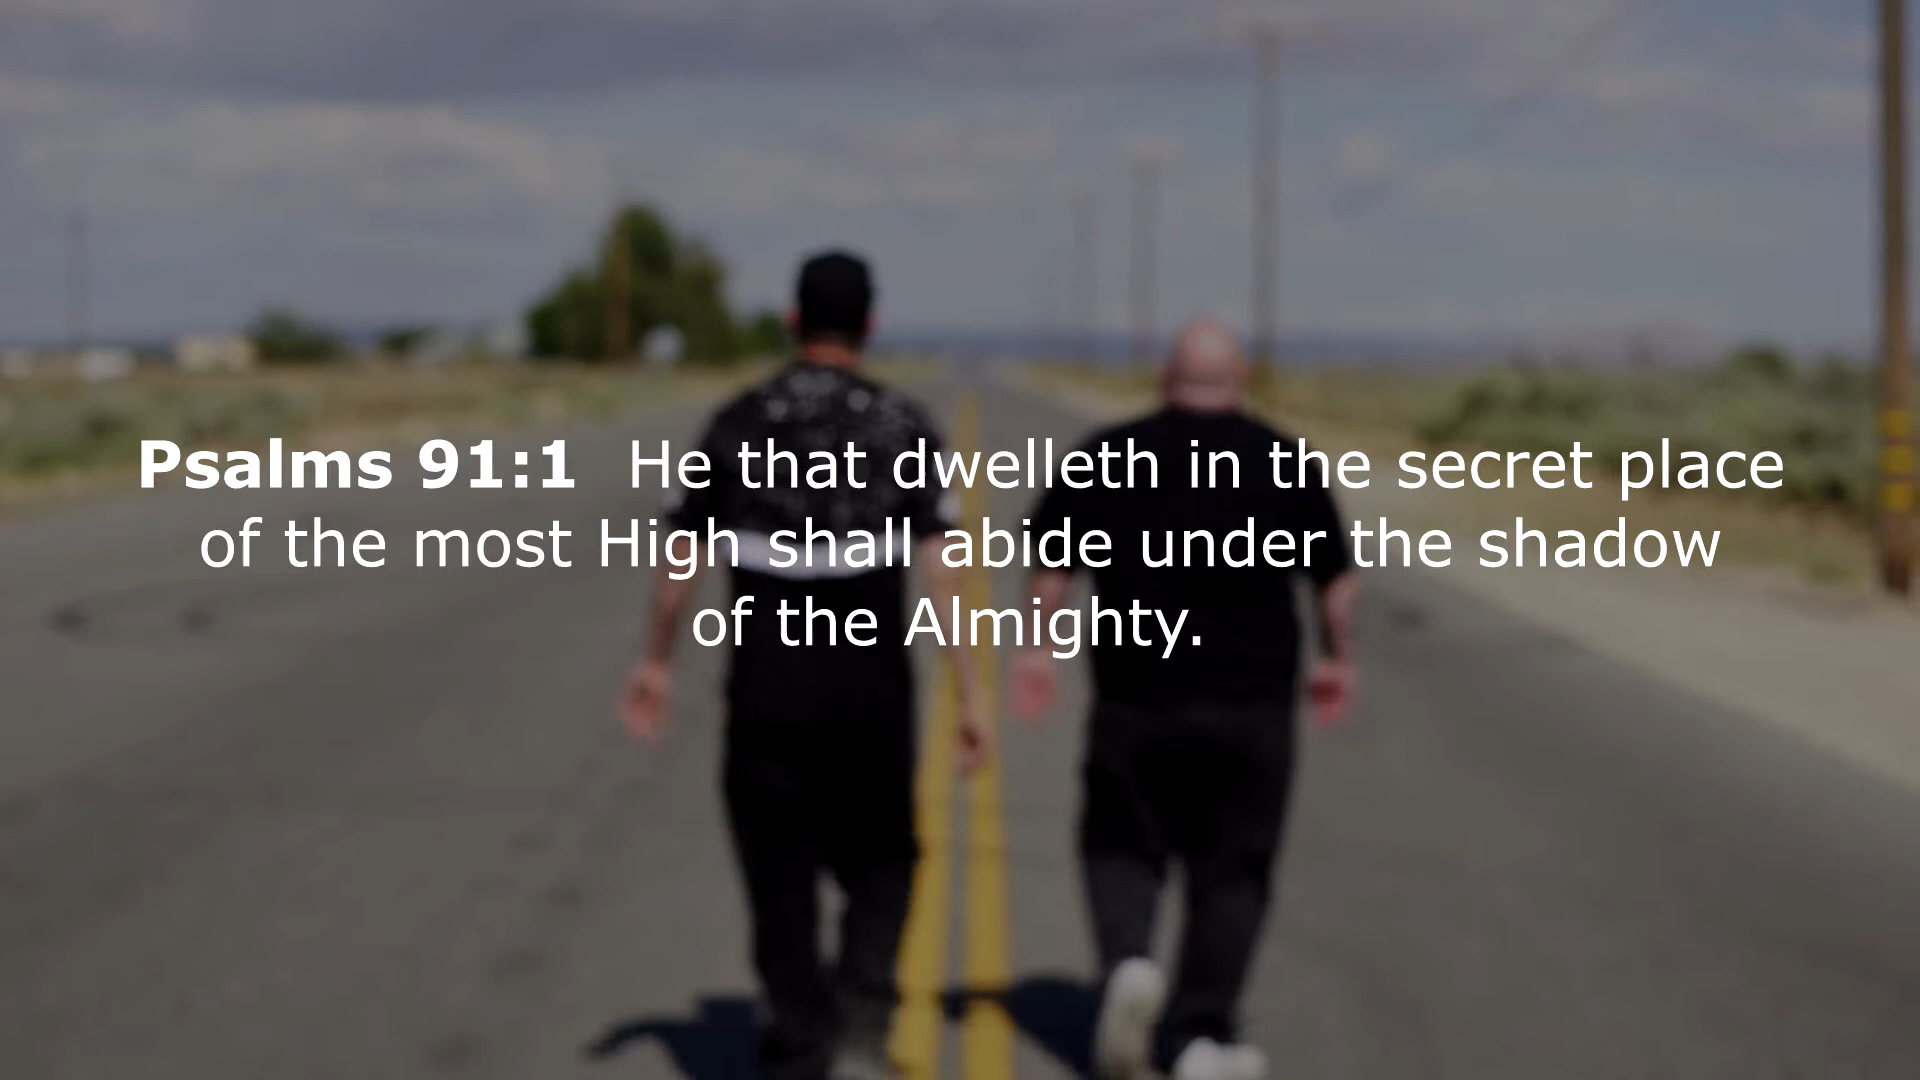 Psalms 91:1 He that dwelleth in the secret place
of the most High shall abide under the shadow
of the Almighty.